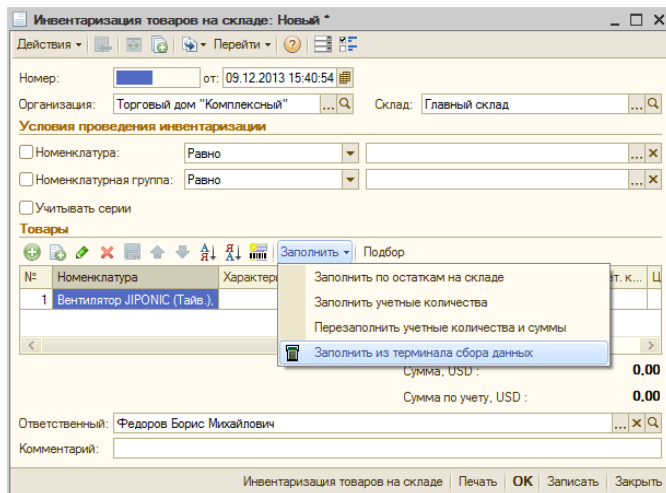 Инвентаризация товаров на складе: Новый *
Действия Перейти
Номер: от: 09.12.2013 15:40:54
Организация: Торговый дом "Комплексный" ... Склад: Главный склад ...
Условия проведения инвентаризации
Номенклатура: Равно ...
Номенклатурная группа: Равно ...
Учитывать серии
Товары
Заполнить Подбор
№ Номенклатура Ц
1 Вентилятор JIPONIC (Тайв.),
Заполнить по остаткам на складе
Заполнить учетные количества
Перезаполнить учетные количества и суммы
Заполнить из терминала сбора данных
Сумма, USD : 0,00
Сумма по учету, USD : 0,00
Ответственный: Федоров Борис Михайлович ...
Комментарий:
Инвентаризация товаров на складе Печать OK Записать Закрыть